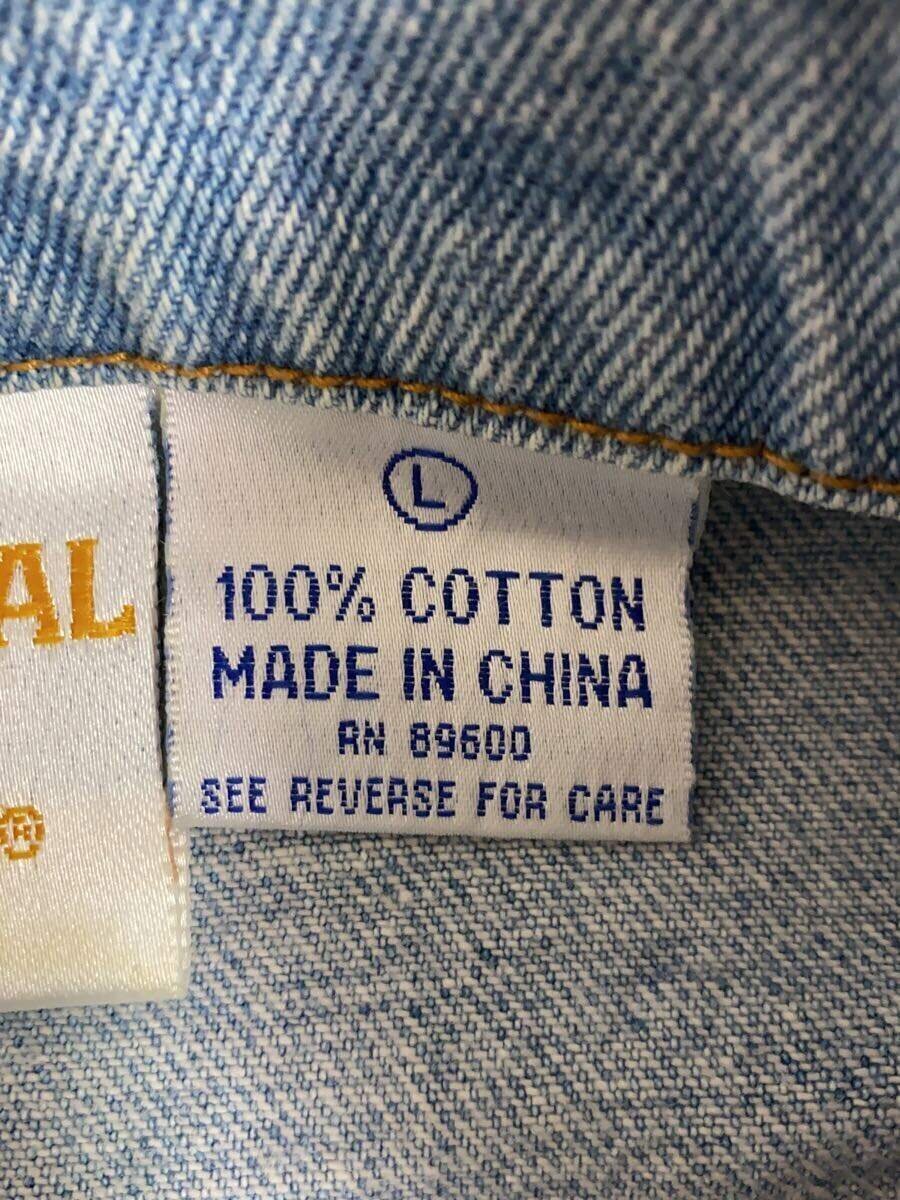 L
100% COTTON
MADE IN CHINA
RN 89600
SEE REVERSE FOR CARE
AL
®